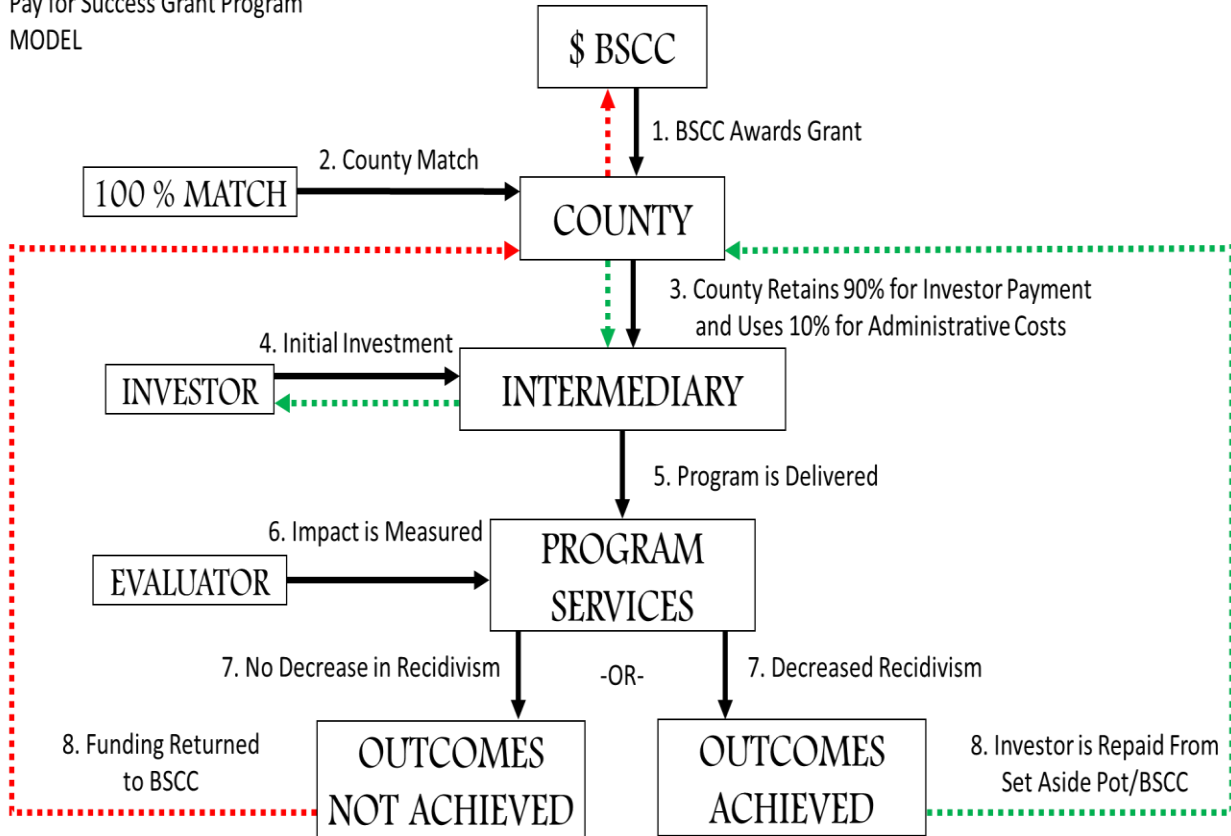 Pay for Success Grant Program
MODEL
$ BSCC
1. BSCC Awards Grant
2. County Match
100 % MATCH
COUNTY
3. County Retains 90% for Investor Payment
and Uses 10% for Administrative Costs
4. Initial Investment
INVESTOR
INTERMEDIARY
5. Program is Delivered
6. Impact is Measured
EVALUATOR
PROGRAM
SERVICES
7. No Decrease in Recidivism
-OR-
7. Decreased Recidivism
8. Funding Returned
to BSCC
OUTCOMES
NOT ACHIEVED
OUTCOMES
ACHIEVED
8. Investor is Repaid From
Set Aside Pot/BSCC